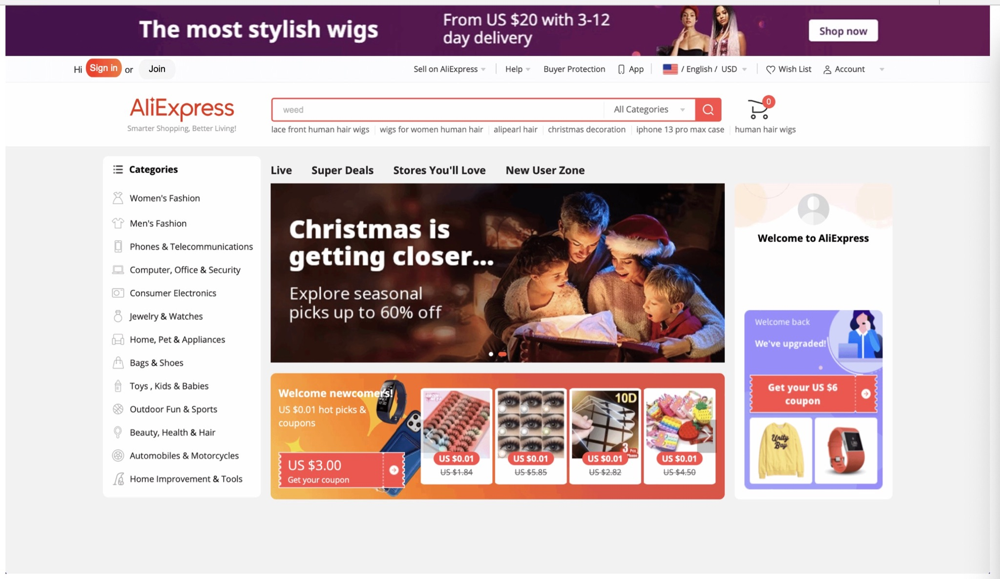 The most stylish wigs
From US $20 with 3-12
day delivery
Shop now
Hi Sign in or Join
Sell on AliExpress
Help
Buyer Protection
App
/ English / USD
Wish List
Account
AliExpress
Smarter Shopping, Better Living!
weed
All Categories
0
lace front human hair wigs
wigs for women human hair
alipearl hair
christmas decoration
iphone 13 pro max case
human hair wigs
Categories
Women's Fashion
Men's Fashion
Phones & Telecommunications
Computer, Office & Security
Consumer Electronics
Jewelry & Watches
Home, Pet & Appliances
Bags & Shoes
Toys , Kids & Babies
Outdoor Fun & Sports
Beauty, Health & Hair
Automobiles & Motorcycles
Home Improvement & Tools
Live
Super Deals
Stores You'll Love
New User Zone
Christmas is
getting closer...
Explore seasonal
picks up to 60% off
Welcome newcomers!
US $0.01 hot picks &
coupons
US $3.00
Get your coupon
US $0.01
US $1.84
US $0.01
US $5.85
10D
3 Pcs
US $0.01
US $2.82
US $0.01
US $4.50
Welcome to AliExpress
Welcome back
We've upgraded!
Get your US $6
coupon
Unity
Bay